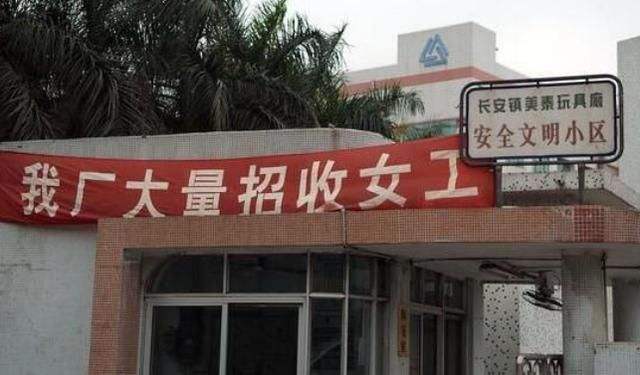 长安镇美泰玩具廠
安全文明小区
我厂大量招收女工